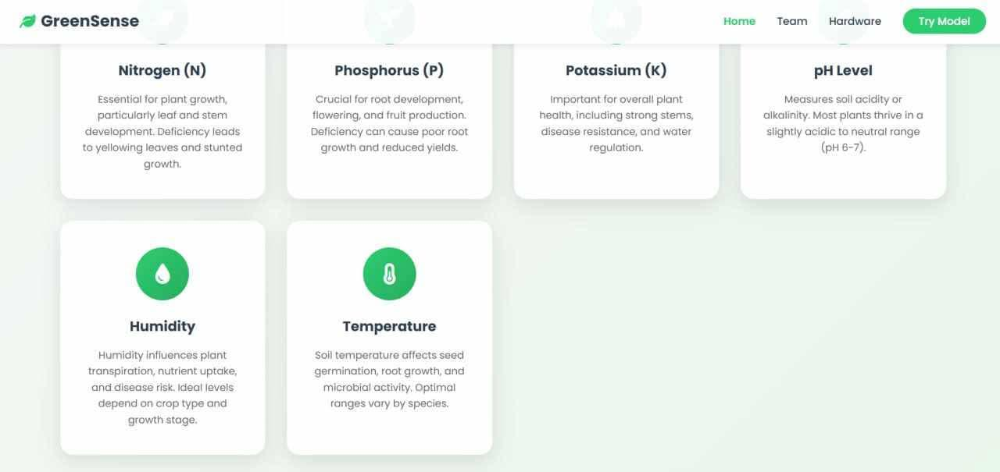 GreenSense
Home
Team
Hardware
Try Model
Nitrogen (N)
Essential for plant growth,
particularly leaf and stem
development. Deficiency leads
to yellowing leaves and stunted
growth.
Phosphorus (P)
Crucial for root development,
flowering, and fruit production.
Deficiency can cause poor root
growth and reduced yields.
Potassium (K)
Important for overall plant
health, including strong stems,
disease resistance, and water
regulation.
pH Level
Measures soil acidity or
alkalinity. Most plants thrive in a
slightly acidic to neutral range
(pH 6-7).
Humidity
Humidity influences plant
transpiration, nutrient uptake,
and disease risk. Ideal levels
depend on crop type and
growth stage.
Temperature
Soil temperature affects seed
germination, root growth, and
microbial activity. Optimal
ranges vary by species.